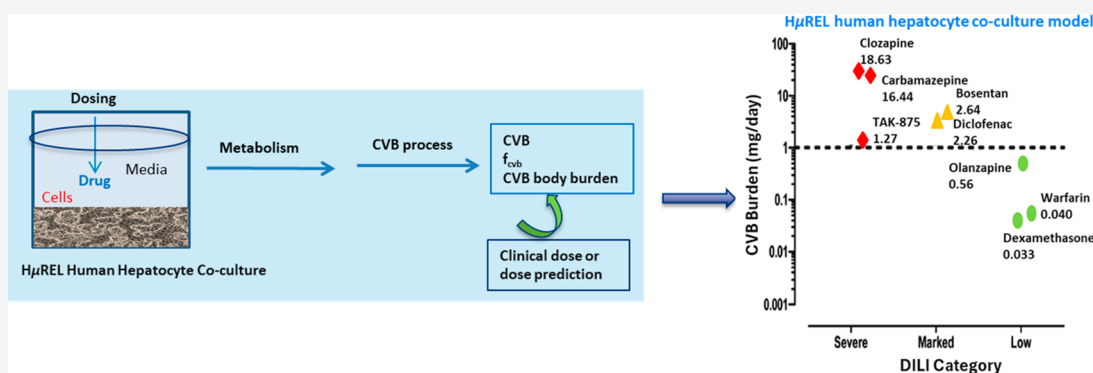 Dosing
Drug
Media
Cells
HμREL Human Hepatocyte Co-culture
Metabolism
CVB process
CVB
fcvb
CVB body burden
Clinical dose or
dose prediction
HμREL human hepatocyte co-culture model
CVB Burden (mg/day)
100
10
1
0.1
0.01
0.001
Clozapine
18.63
Carbamazepine
16.44
TAK-875
1.27
Bosentan
2.64
Diclofenac
2.26
Olanzapine
0.56
Warfarin
0.040
Dexamethasone
0.033
Severe
Marked
Low
DILI Category